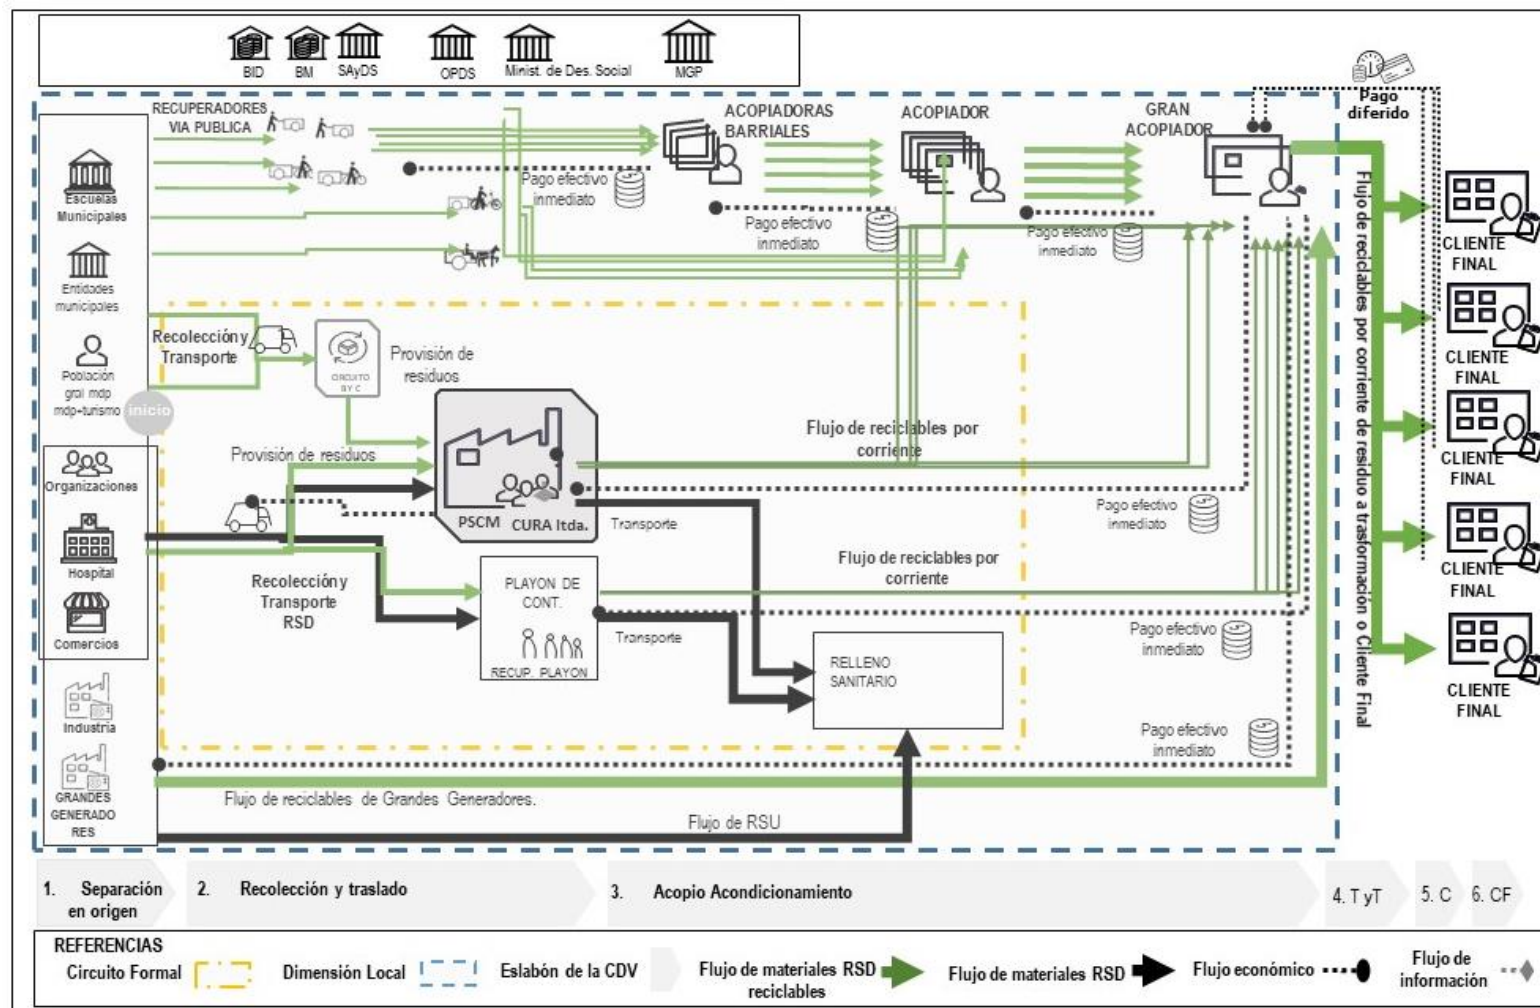 BID
BM
SAyDS
OPDS
Minist. de Des. Social
MGP
Pago
diferido
RECUPERADORES
VIA PUBLICA
ACOPIADORAS
BARRIALES
ACOPIADOR
GRAN
ACOPIADOR
Escuelas
Municipales
Pago efectivo
inmediato
Pago efectivo
inmediato
Pago efectivo
inmediato
Entidades
municipales
Recolección y
Transporte
CIRCUITO
BY C
Provisión de
residuos
Población
gral mdp
mdp+turismo
inicio
Provisión de residuos
Flujo de reciclables por
corriente
Organizaciones
PSCM
CURA ltda.
Transporte
Pago efectivo
inmediato
Hospital
Recolección y
Transporte
RSD
PLAYON DE
CONT.
RECUP. PLAYON
Flujo de reciclables por
corriente
Transporte
Pago efectivo
inmediato
Comercios
RELLENO
SANITARIO
Industria
Pago efectivo
inmediato
GRANDES
GENERADO
RES
Flujo de reciclables de Grandes Generadores.
Flujo de RSU
Flujo de reciclables por corriente de residuo a trasformación o Cliente Final
CLIENTE
FINAL
CLIENTE
FINAL
CLIENTE
FINAL
CLIENTE
FINAL
CLIENTE
FINAL
1. Separación
en origen
2. Recolección y traslado
3. Acopio Acondicionamiento
4. T yT
5. C
6. CF
REFERENCIAS
Circuito Formal
Dimensión Local
Eslabón de la CDV
Flujo de materiales RSD
reciclables
Flujo de materiales RSD
Flujo económico
Flujo de
información